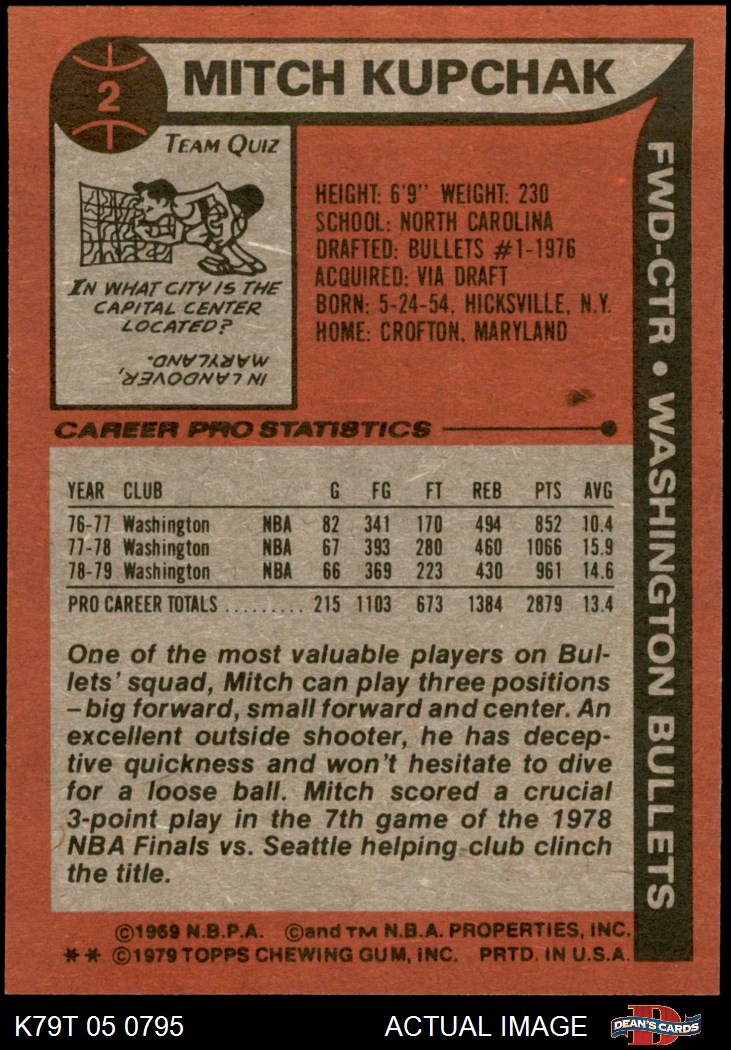 2
MITCH KUPCHAK
TEAM QUIZ
IN WHAT CITY IS THE
CAPITAL CENTER
LOCATED?
IN LANDOVER,
MARYLAND.
HEIGHT: 6'9" WEIGHT: 230
SCHOOL: NORTH CAROLINA
DRAFTED: BULLETS #1-1976
ACQUIRED: VIA DRAFT
BORN: 5-24-54, HICKSVILLE, N.Y.
HOME: CROFTON, MARYLAND
FWD-CTR • WASHINGTON BULLETS
CAREER PRO STATISTICS
YEAR CLUB G FG FT REB PTS AVG
76-77 Washington NBA 82 341 170 494 852 10.4
77-78 Washington NBA 67 393 280 460 1066 15.9
78-79 Washington NBA 66 369 223 430 961 14.6
PRO CAREER TOTALS ......... 215 1103 673 1384 2879 13.4
One of the most valuable players on Bul-
lets' squad, Mitch can play three positions
– big forward, small forward and center. An
excellent outside shooter, he has decep-
tive quickness and won't hesitate to dive
for a loose ball. Mitch scored a crucial
3-point play in the 7th game of the 1978
NBA Finals vs. Seattle helping club clinch
the title.
©1969 N.B.P.A. ©and TM N.B.A. PROPERTIES, INC.
** ©1979 TOPPS CHEWING GUM, INC. PRTD. IN U.S.A.
K79T 05 0795 ACTUAL IMAGE
D
DEAN'S CARDS